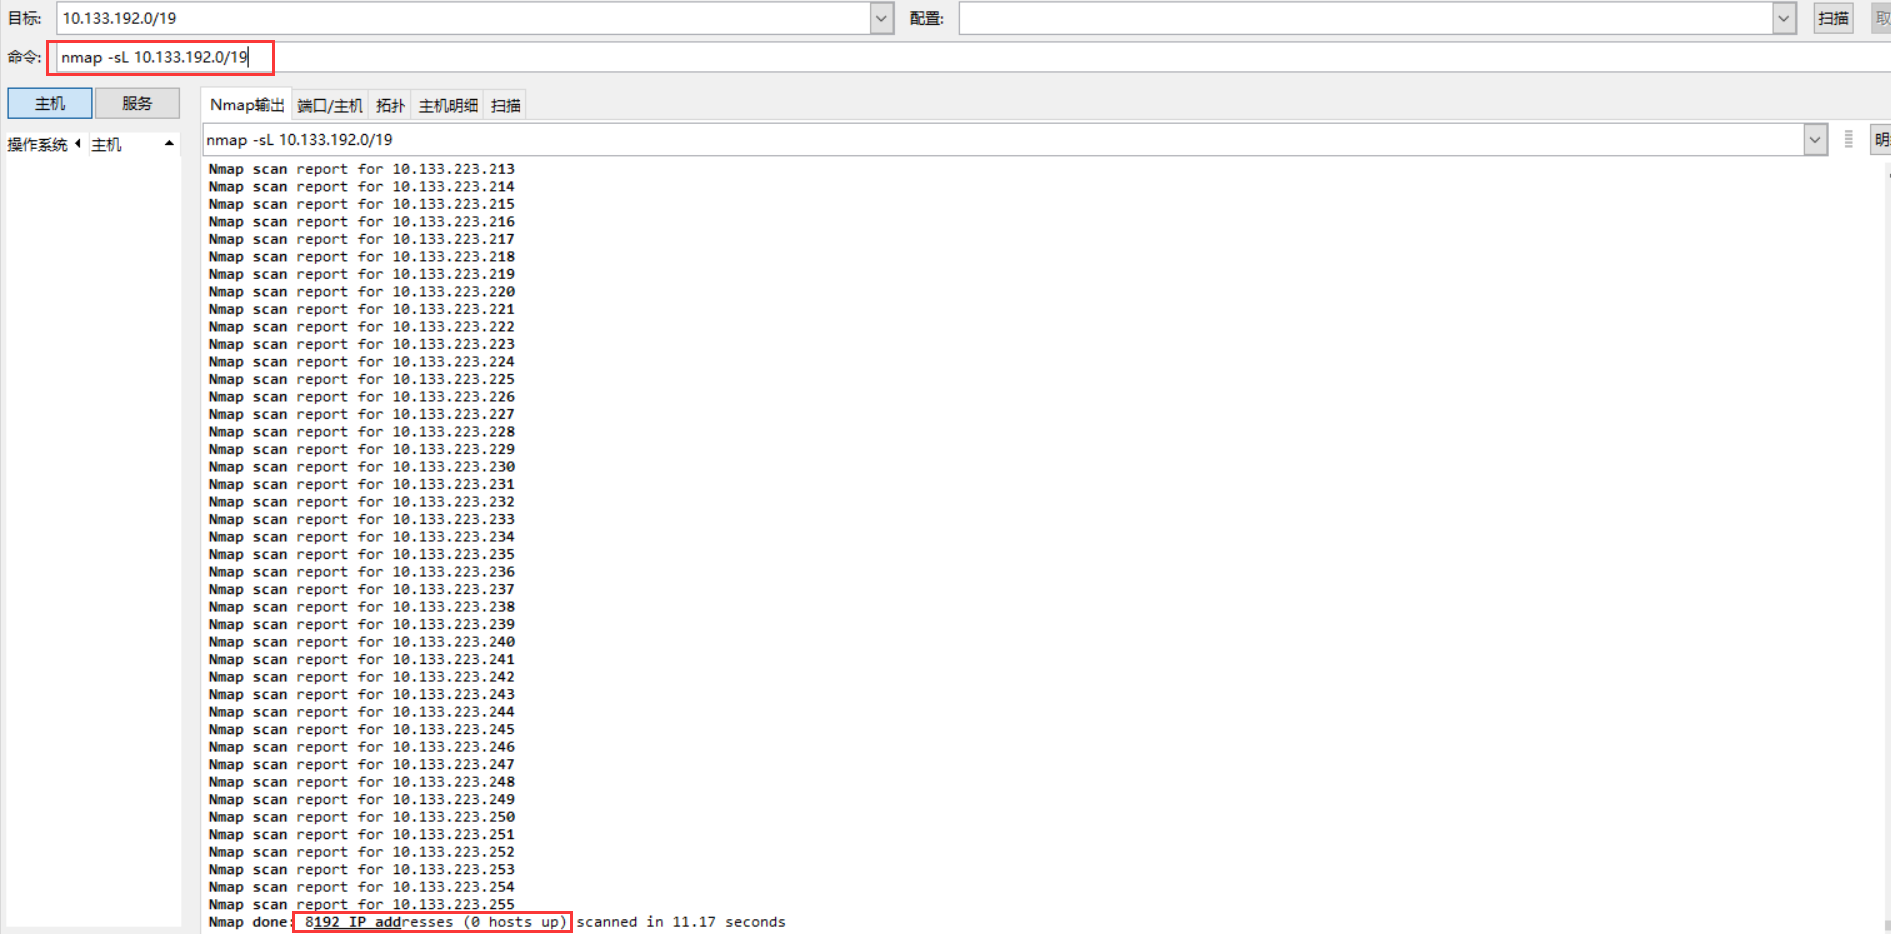 目标: 10.133.192.0/19 配置: 扫描 取
命令: nmap -sL 10.133.192.0/19
主机 服务 Nmap输出 端口/主机 拓扑 主机明细 扫描
操作系统 主机 nmap -sL 10.133.192.0/19 明
Nmap scan report for 10.133.223.213
Nmap scan report for 10.133.223.214
Nmap scan report for 10.133.223.215
Nmap scan report for 10.133.223.216
Nmap scan report for 10.133.223.217
Nmap scan report for 10.133.223.218
Nmap scan report for 10.133.223.219
Nmap scan report for 10.133.223.220
Nmap scan report for 10.133.223.221
Nmap scan report for 10.133.223.222
Nmap scan report for 10.133.223.223
Nmap scan report for 10.133.223.224
Nmap scan report for 10.133.223.225
Nmap scan report for 10.133.223.226
Nmap scan report for 10.133.223.227
Nmap scan report for 10.133.223.228
Nmap scan report for 10.133.223.229
Nmap scan report for 10.133.223.230
Nmap scan report for 10.133.223.231
Nmap scan report for 10.133.223.232
Nmap scan report for 10.133.223.233
Nmap scan report for 10.133.223.234
Nmap scan report for 10.133.223.235
Nmap scan report for 10.133.223.236
Nmap scan report for 10.133.223.237
Nmap scan report for 10.133.223.238
Nmap scan report for 10.133.223.239
Nmap scan report for 10.133.223.240
Nmap scan report for 10.133.223.241
Nmap scan report for 10.133.223.242
Nmap scan report for 10.133.223.243
Nmap scan report for 10.133.223.244
Nmap scan report for 10.133.223.245
Nmap scan report for 10.133.223.246
Nmap scan report for 10.133.223.247
Nmap scan report for 10.133.223.248
Nmap scan report for 10.133.223.249
Nmap scan report for 10.133.223.250
Nmap scan report for 10.133.223.251
Nmap scan report for 10.133.223.252
Nmap scan report for 10.133.223.253
Nmap scan report for 10.133.223.254
Nmap scan report for 10.133.223.255
Nmap done: 8192 IP addresses (0 hosts up) scanned in 11.17 seconds